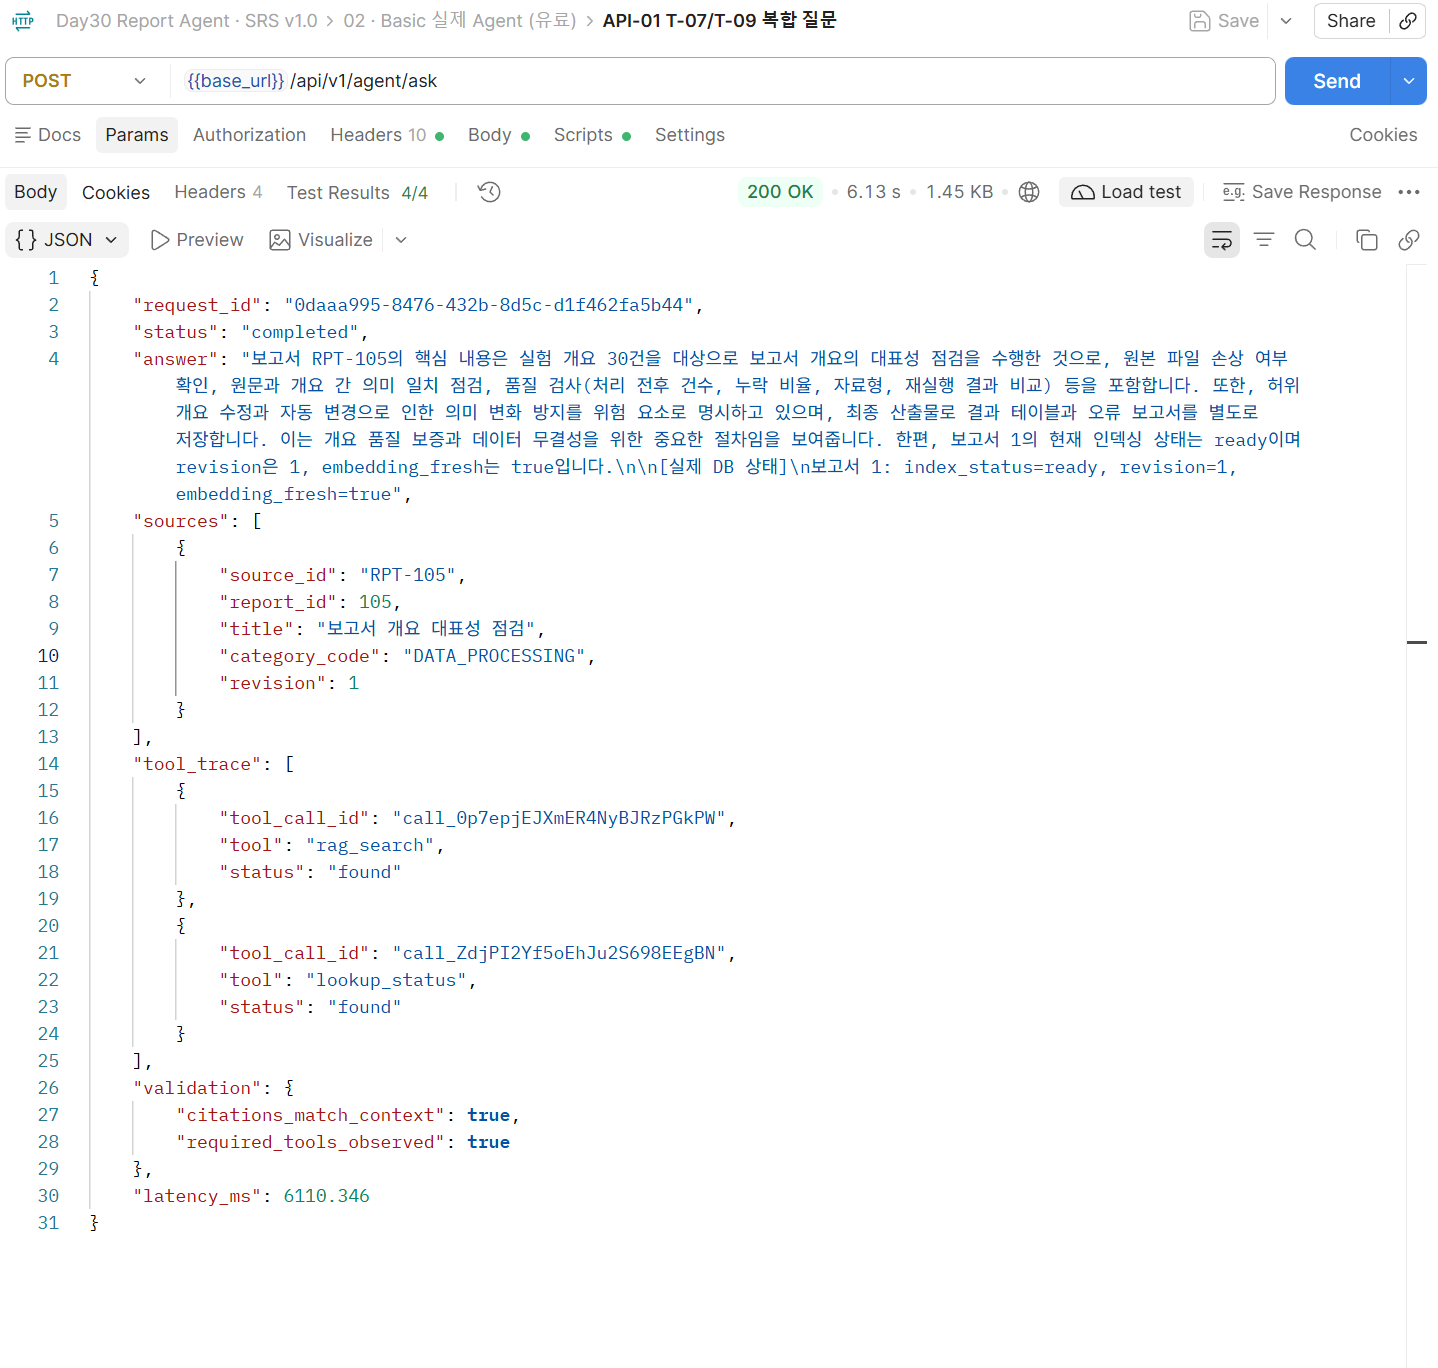 HTTP Day30 Report Agent · SRS v1.0 > 02 · Basic 실제 Agent (유료) > API-01 T-07/T-09 복합 질문 Save Share
POST {{base_url}} /api/v1/agent/ask Send
Docs Params Authorization Headers 10 Body Scripts Settings Cookies
Body Cookies Headers 4 Test Results 4/4 200 OK 6.13 s 1.45 KB Load test e.g. Save Response
{} JSON Preview Visualize
1 {
2 "request_id": "0daaa995-8476-432b-8d5c-d1f462fa5b44",
3 "status": "completed",
4 "answer": "보고서 RPT-105의 핵심 내용은 실험 개요 30건을 대상으로 보고서 개요의 대표성 점검을 수행한 것으로, 원본 파일 손상 여부
확인, 원문과 개요 간 의미 일치 점검, 품질 검사(처리 전후 건수, 누락 비율, 자료형, 재실행 결과 비교) 등을 포함합니다. 또한, 허위
개요 수정과 자동 변경으로 인한 의미 변화 방지를 위험 요소로 명시하고 있으며, 최종 산출물로 결과 테이블과 오류 보고서를 별도로
저장합니다. 이는 개요 품질 보증과 데이터 무결성을 위한 중요한 절차임을 보여줍니다. 한편, 보고서 1의 현재 인덱싱 상태는 ready이며
revision은 1, embedding_fresh는 true입니다.\n\n[실제 DB 상태]\n보고서 1: index_status=ready, revision=1,
embedding_fresh=true",
5 "sources": [
6 {
7 "source_id": "RPT-105",
8 "report_id": 105,
9 "title": "보고서 개요 대표성 점검",
10 "category_code": "DATA_PROCESSING",
11 "revision": 1
12 }
13 ],
14 "tool_trace": [
15 {
16 "tool_call_id": "call_0p7epjEJXmER4NyBJRzPGkPW",
17 "tool": "rag_search",
18 "status": "found"
19 },
20 {
21 "tool_call_id": "call_ZdjPI2Yf5oEhJu2S698EEgBN",
22 "tool": "lookup_status",
23 "status": "found"
24 }
25 ],
26 "validation": {
27 "citations_match_context": true,
28 "required_tools_observed": true
29 },
30 "latency_ms": 6110.346
31 }